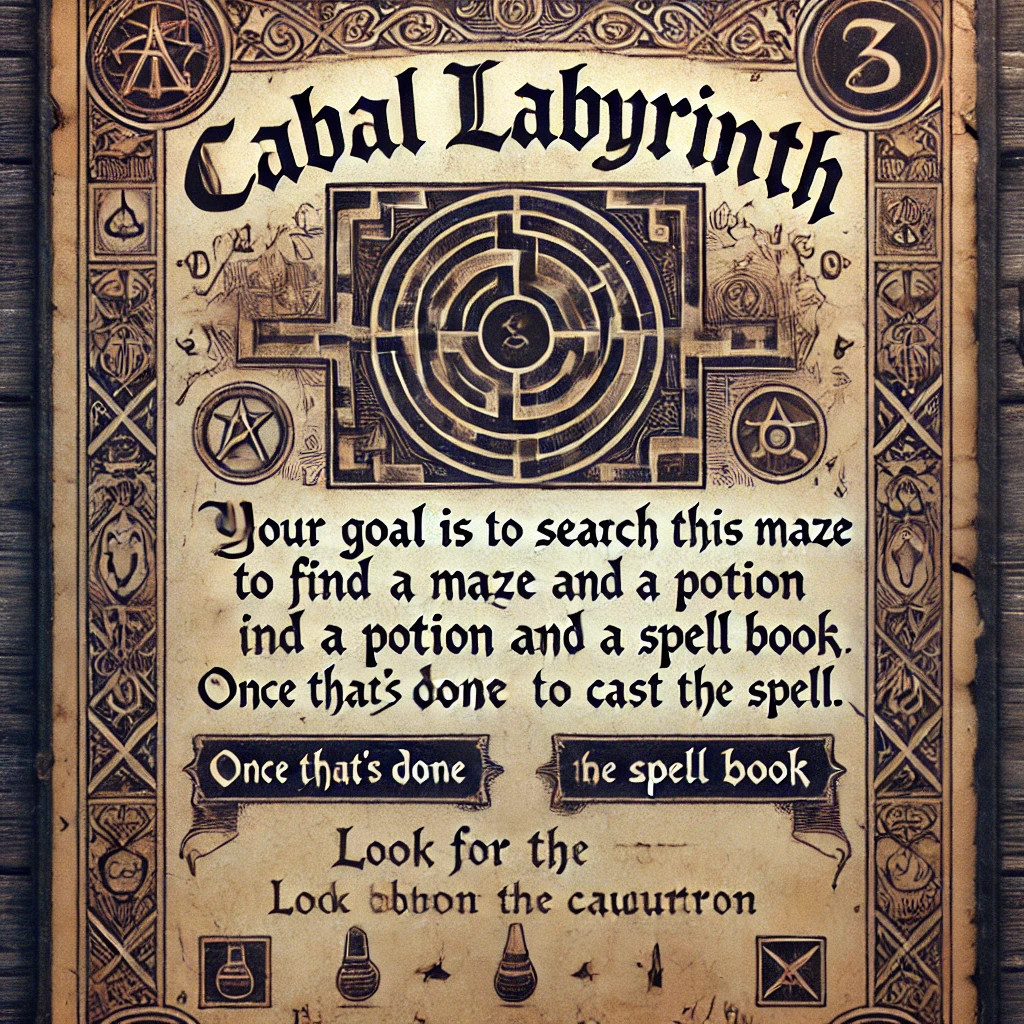 3
Cabal Labyrinth
Your goal is to search this maze
to find a maze and a potion
ind a potion and a spell book.
Once that's done to cast the spell.
Once that's done
the spell book
Look for the
Lock the